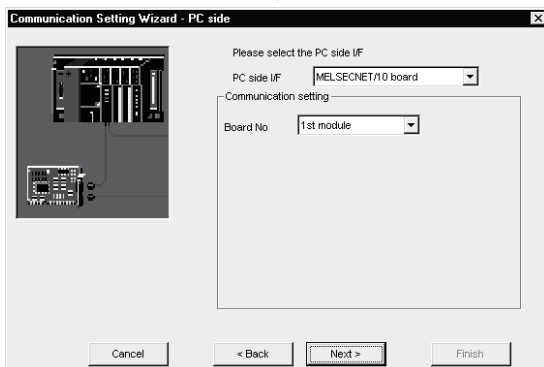 Communication Setting Wizard - PC side
Please select the PC side I/F
PC side I/F MELSECNET/10 board
Communication setting
Board No 1st module
Cancel < Back Next > Finish